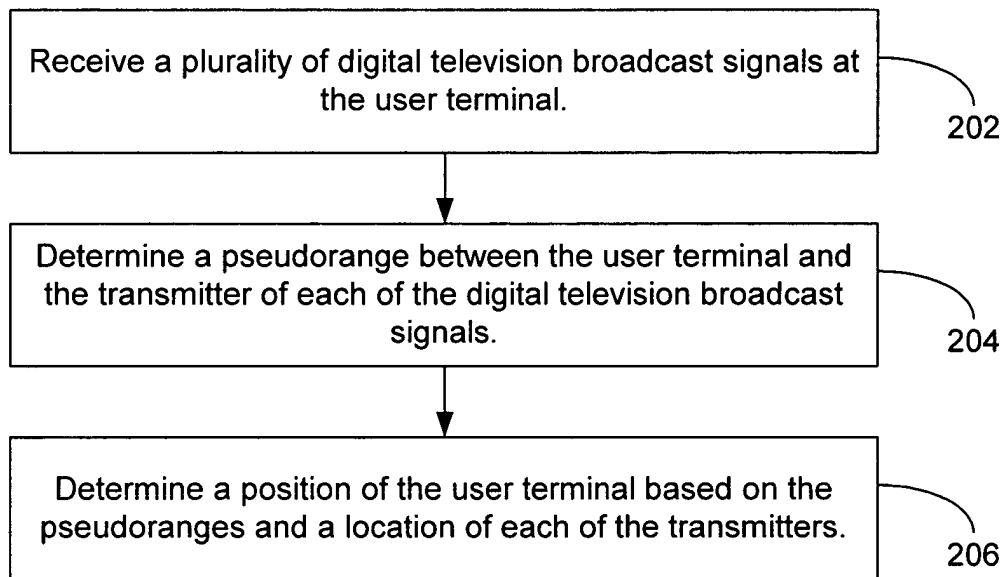 Receive a plurality of digital television broadcast signals at
the user terminal.
202
Determine a pseudorange between the user terminal and
the transmitter of each of the digital television broadcast
signals.
204
Determine a position of the user terminal based on the
pseudoranges and a location of each of the transmitters.
206